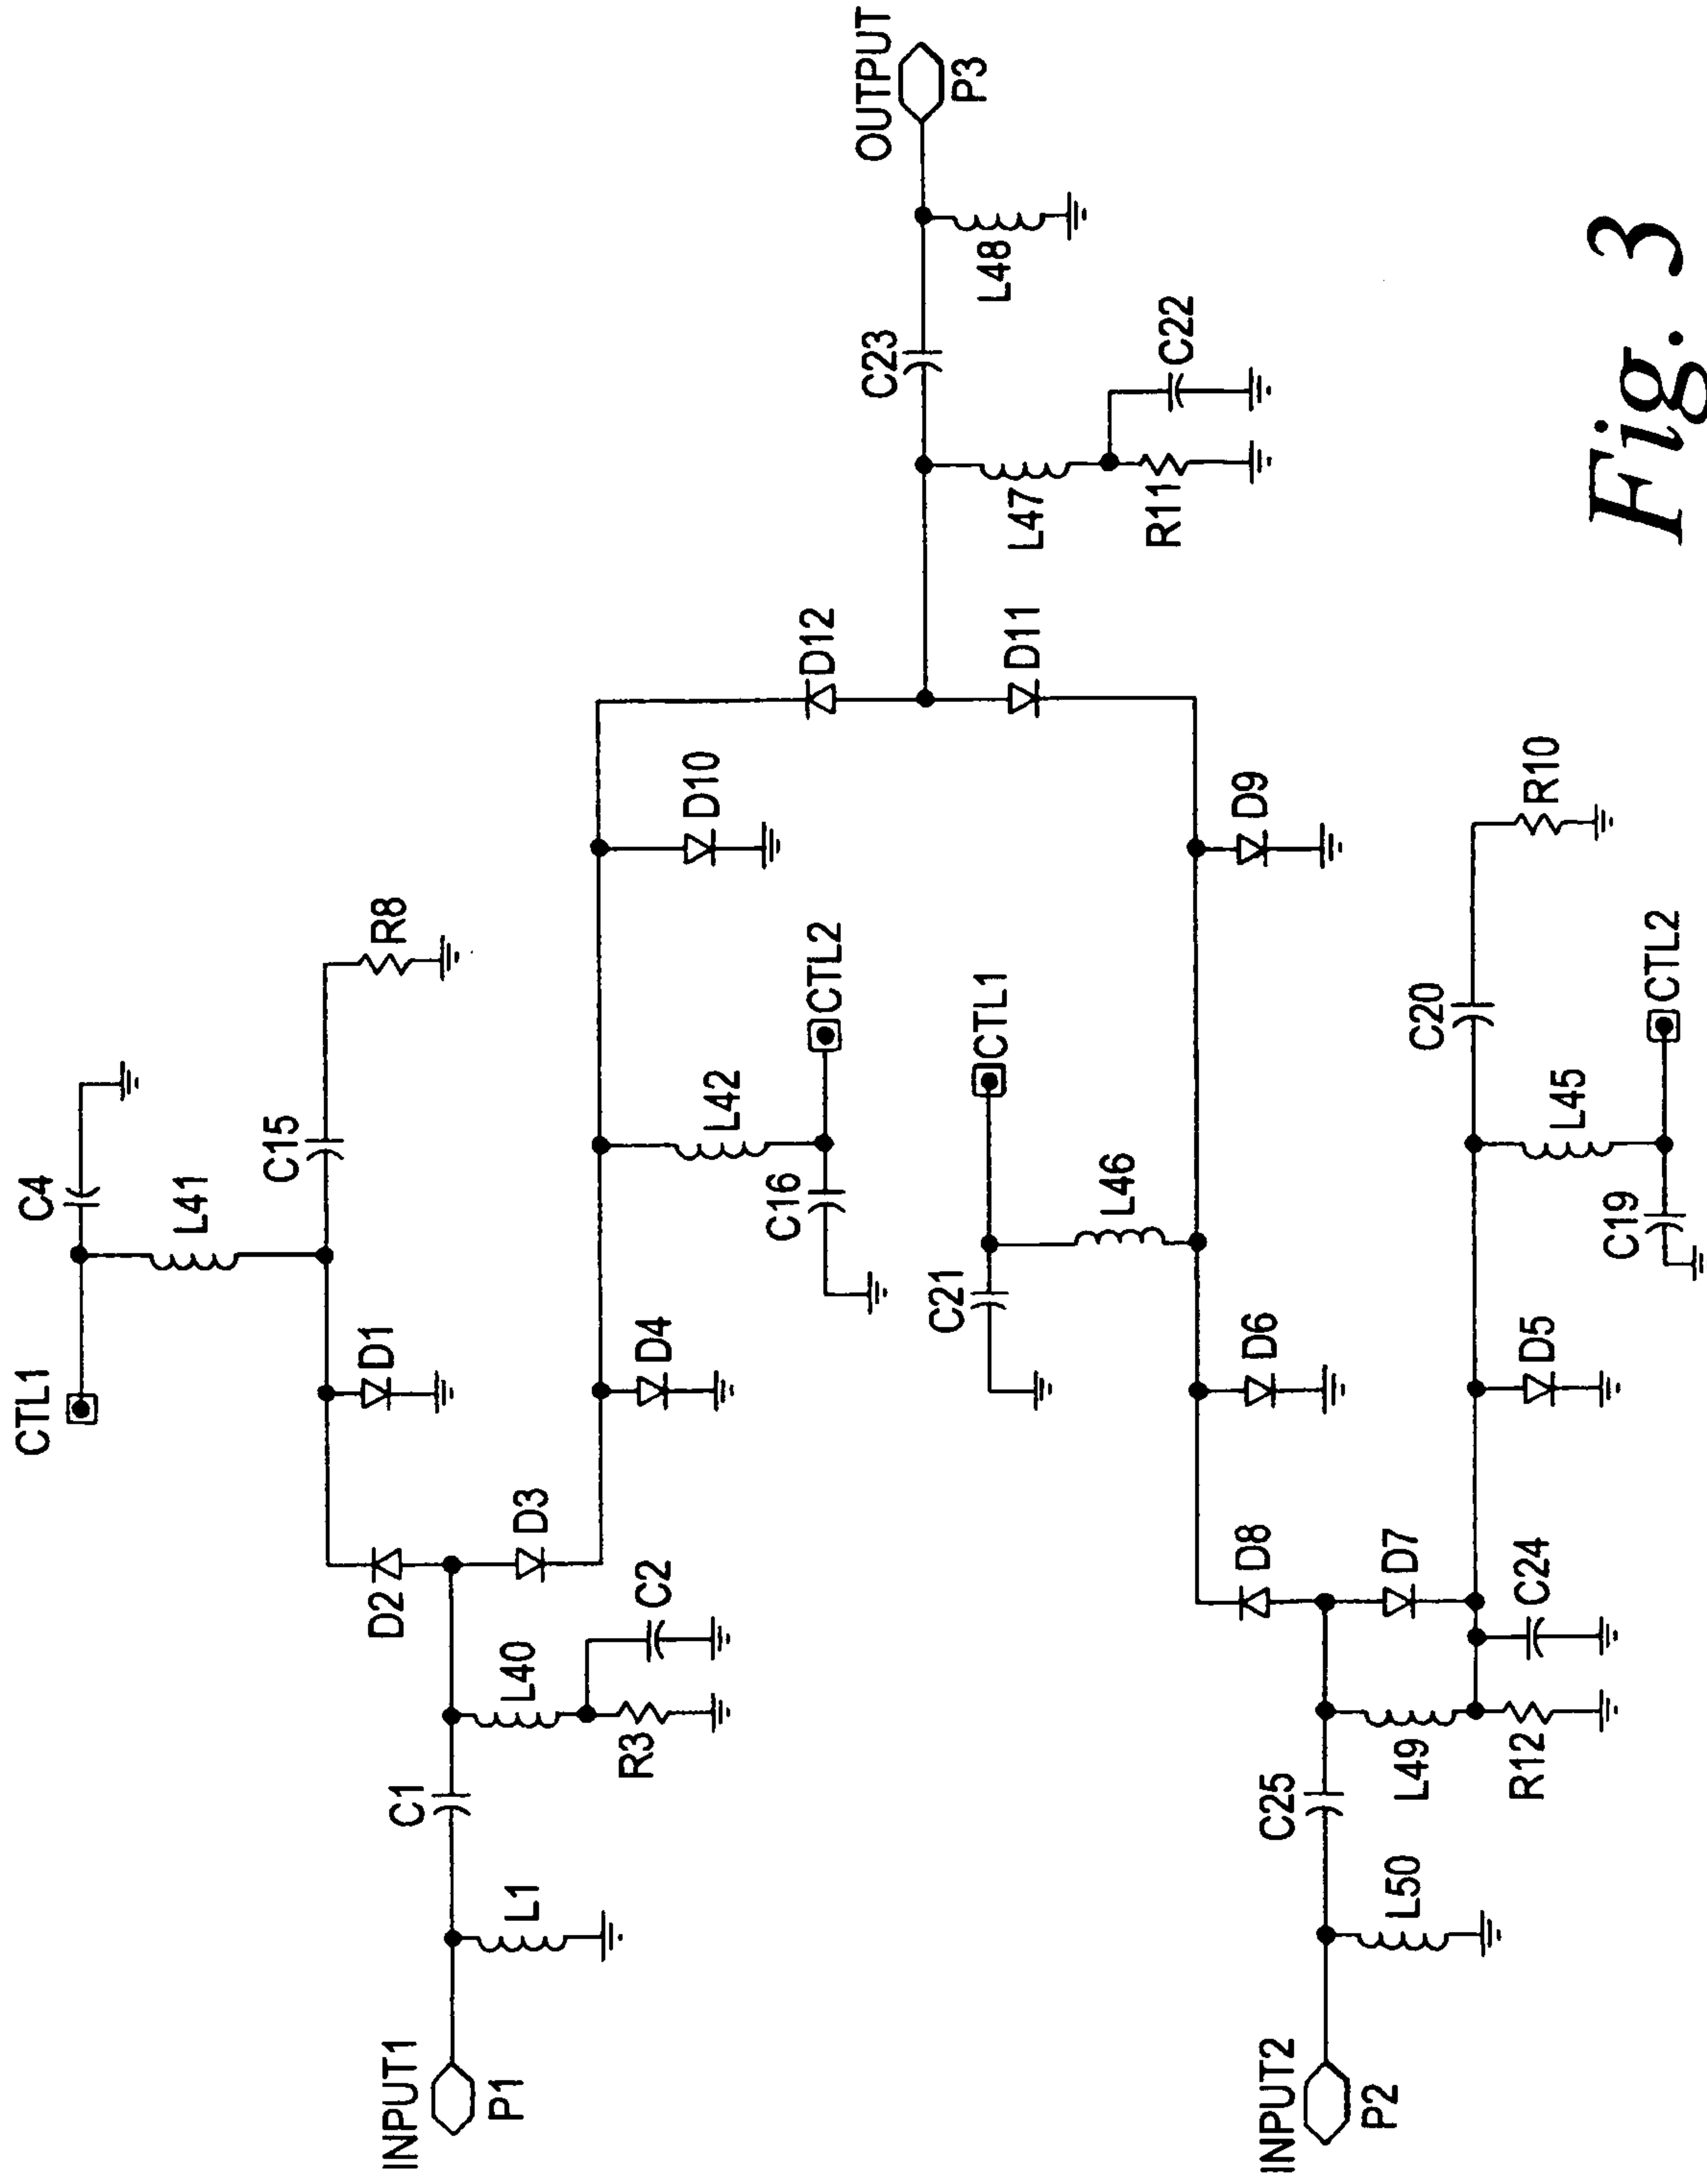 CTL1
C4
L41
C15
R8
D1
D2
D3
D4
INPUT1
P1
L1
C1
L40
R3
C2
L42
C16
CTL2
D10
D12
D11
OUTPUT
P3
C23
L48
L47
R11
C22
CTL1
C21
L46
D6
D9
D8
D7
INPUT2
P2
L50
C25
L49
R12
C24
D5
C20
R10
L45
C19
CTL2
Fig. 3